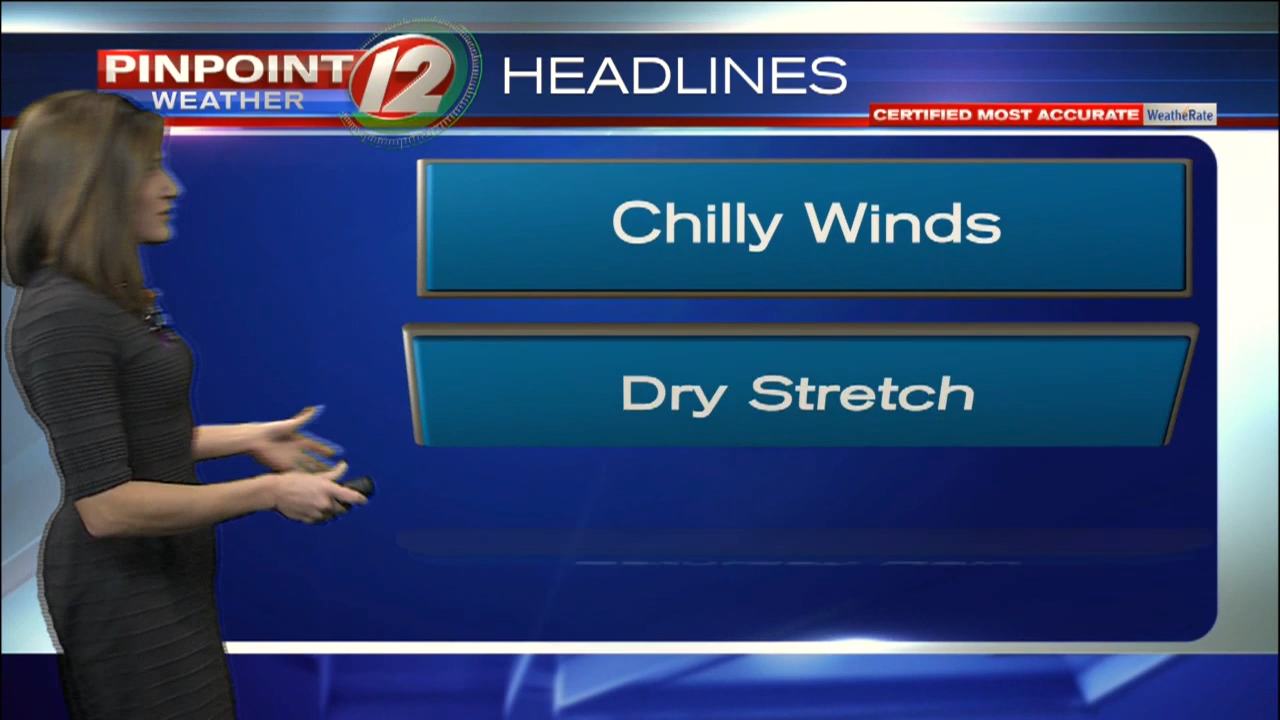 PINPOINT
WEATHER
12
HEADLINES
CERTIFIED MOST ACCURATE
WeatheRate
Chilly Winds
Dry Stretch